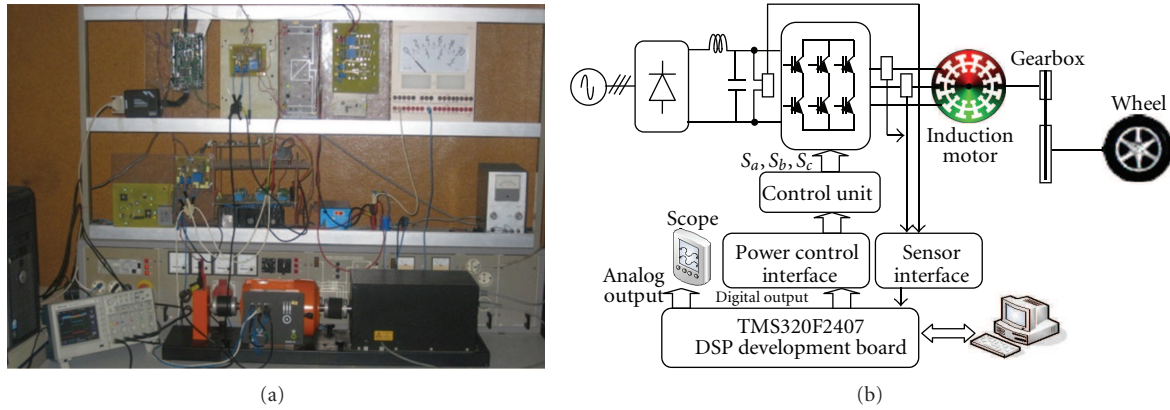 Gearbox
Wheel
Induction
motor
Sa, Sb, Sc
Control unit
Scope
Power control
interface
Sensor
interface
Analog
output
Digital output
TMS320F2407
DSP development board
(a)
(b)